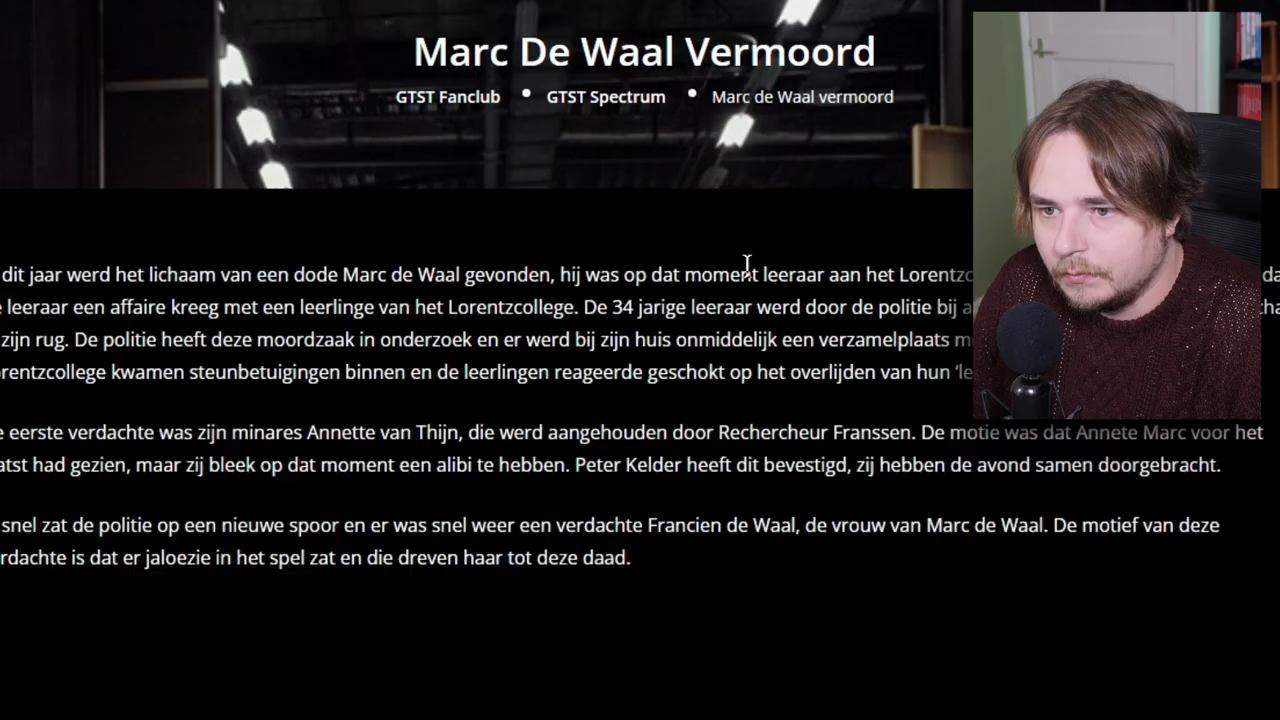 Marc De Waal Vermoord
GTST Fanclub • GTST Spectrum • Marc de Waal vermoord
dit jaar werd het lichaam van een dode Marc de Waal gevonden, hij was op dat moment leeraar aan het
leeraar een affaire kreeg met een leerlinge van het Lorentzcollege. De 34 jarige leeraar werd door de politie bij
zijn rug. De politie heeft deze moordzaak in onderzoek en er werd bij zijn huis onmiddelijk een verzamelplaats
kwamen steunbetuigingen binnen en de leerlingen reageerde geschokt op het overlijden van hun
eerste verdachte was zijn minares Annette van Thijn, die werd aangehouden door Rechercheur Franssen. De motie was dat Annete Marc voor het
had gezien, maar zij bleek op dat moment een alibi te hebben. Peter Kelder heeft dit bevestigd, zij hebben de avond samen doorgebracht.
snel zat de politie op een nieuwe spoor en er was snel weer een verdachte Francien de Waal, de vrouw van Marc de Waal. De motief van deze
is dat er jaloezie in het spel zat en die dreven haar tot deze daad.